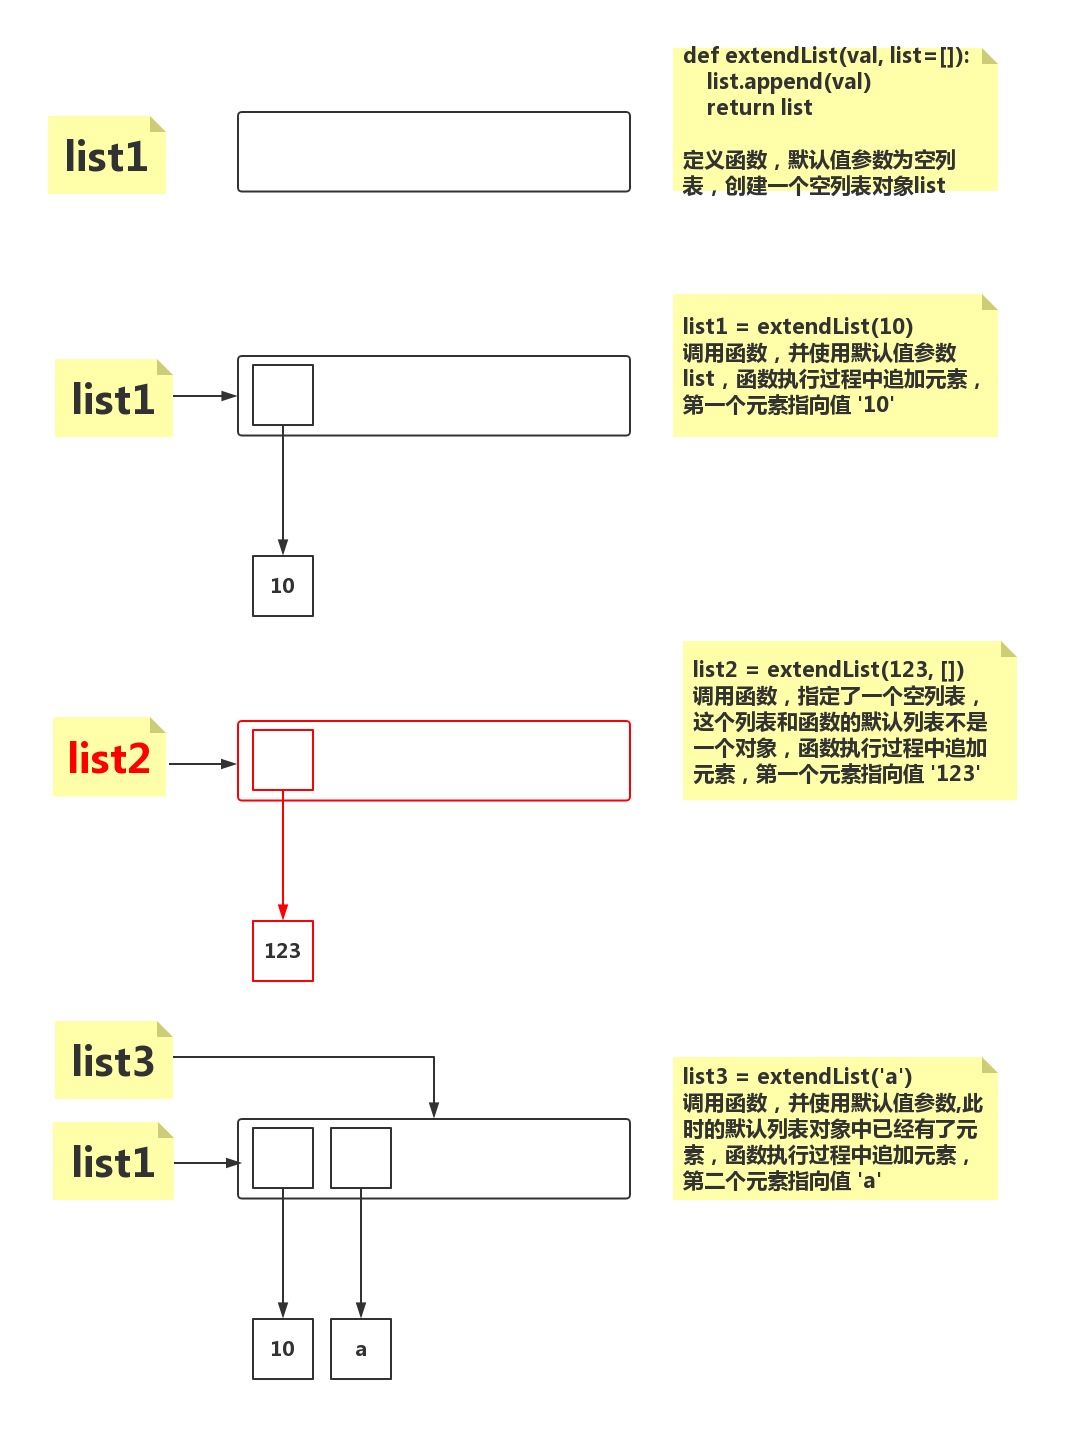 list1
def extendList(val, list=[]):
list.append(val)
return list
定义函数，默认值参数为空列
表，创建一个空列表对象list
list1
list1 = extendList(10)
调用函数，并使用默认值参数
list，函数执行过程中追加元素，
第一个元素指向值 '10'
10
list2
list2 = extendList(123, [])
调用函数，指定了一个空列表，
这个列表和函数的默认列表不是
一个对象，函数执行过程中追加
元素，第一个元素指向值 '123'
123
list3
list1
list3 = extendList('a')
调用函数，并使用默认值参数,此
时的默认列表对象中已经有了元
素，函数执行过程中追加元素，
第二个元素指向值 'a'
10
a